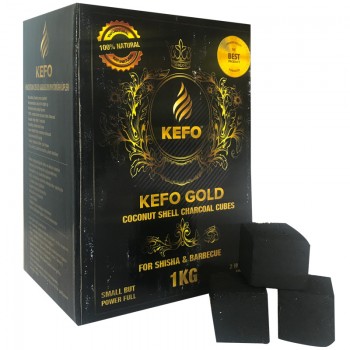 100% NATURAL
BEST
KEFO
KEFO
KEFO GOLD
COCONUT SHELL CHARCOAL CUBES
FOR SHISHA & BARBECUE
1KG
SMALL BUT
POWER FULL